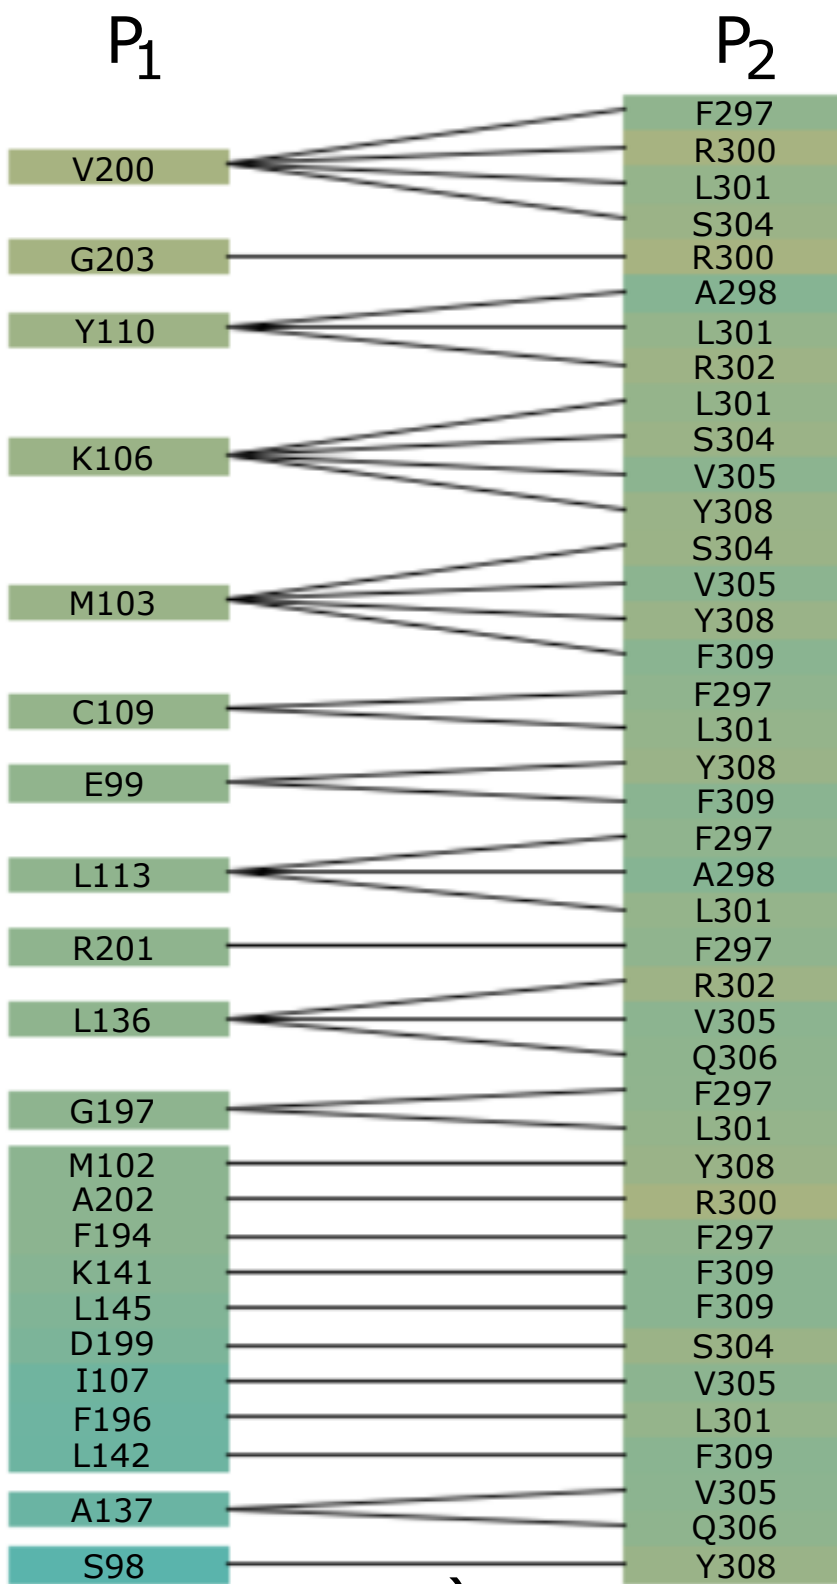 P1 P2
F297
V200 R300
L301
S304
G203 R300
A298
Y110 L301
R302
L301
K106 S304
V305
Y308
S304
M103 V305
Y308
F309
F297
C109 L301
Y308
E99 F309
F297
L113 A298
L301
R201 F297
R302
L136 V305
Q306
F297
G197 L301
M102 Y308
A202 R300
F194 F297
K141 F309
L145 F309
D199 S304
I107 V305
F196 L301
L142 F309
V305
A137 Q306
S98 Y308